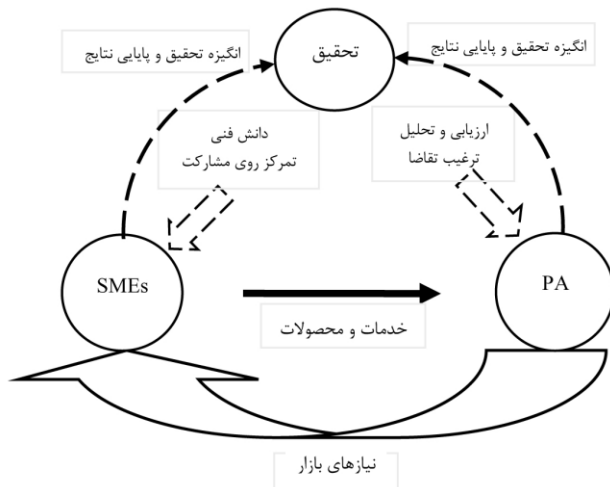 انگیزه تحقیق و پایایی نتایج
تحقیق
انگیزه تحقیق و پایایی نتایج
دانش فنی
تمرکز روی مشارکت
ارزیابی و تحلیل
ترغیب تقاضا
SMEs
PA
خدمات و محصولات
نیازهای بازار